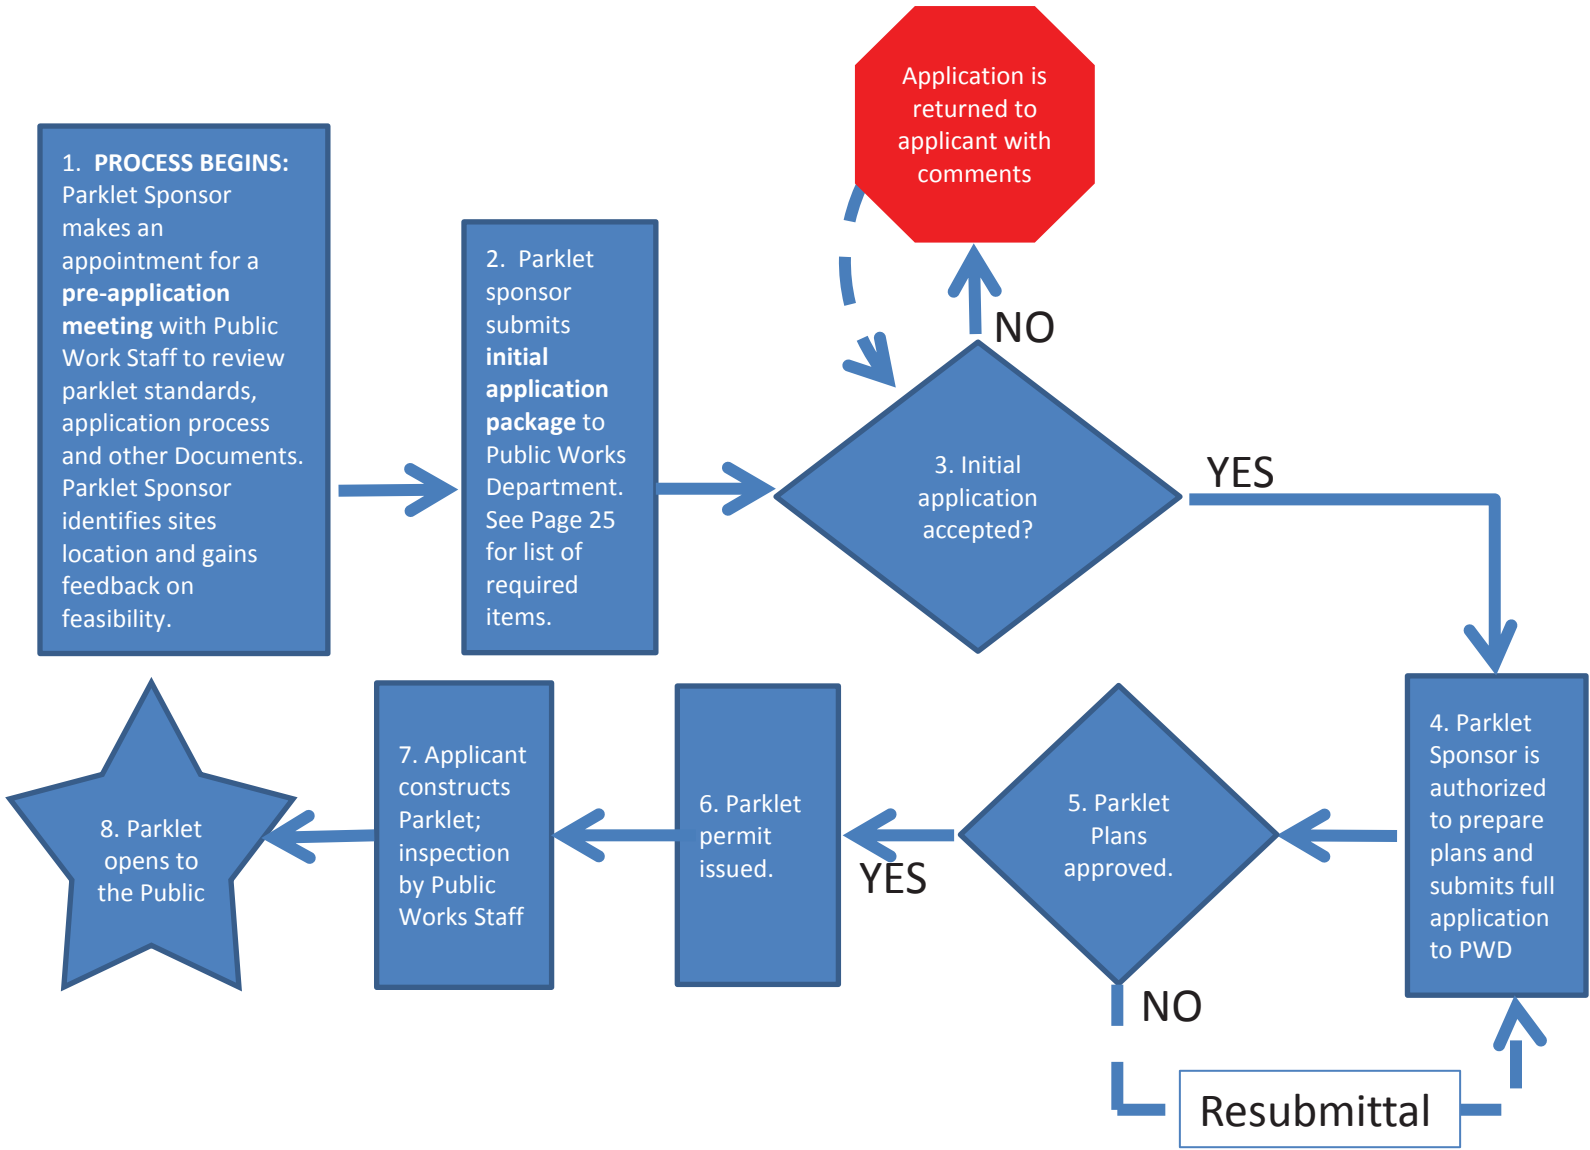 Application is
returned to
applicant with
comments
1. PROCESS BEGINS:
Parklet Sponsor
makes an
appointment for a
pre-application
meeting with Public
Work Staff to review
parklet standards,
application process
and other Documents.
Parklet Sponsor
identifies sites
location and gains
feedback on
feasibility.
2. Parklet
sponsor
submits
initial
application
package to
Public Works
Department.
See Page 25
for list of
required
items.
NO
3. Initial
application
accepted?
YES
4. Parklet
Sponsor is
authorized
to prepare
plans and
submits full
application
to PWD
5. Parklet
Plans
approved.
NO
Resubmittal
YES
6. Parklet
permit
issued.
7. Applicant
constructs
Parklet;
inspection
by Public
Works Staff
8. Parklet
opens to
the Public